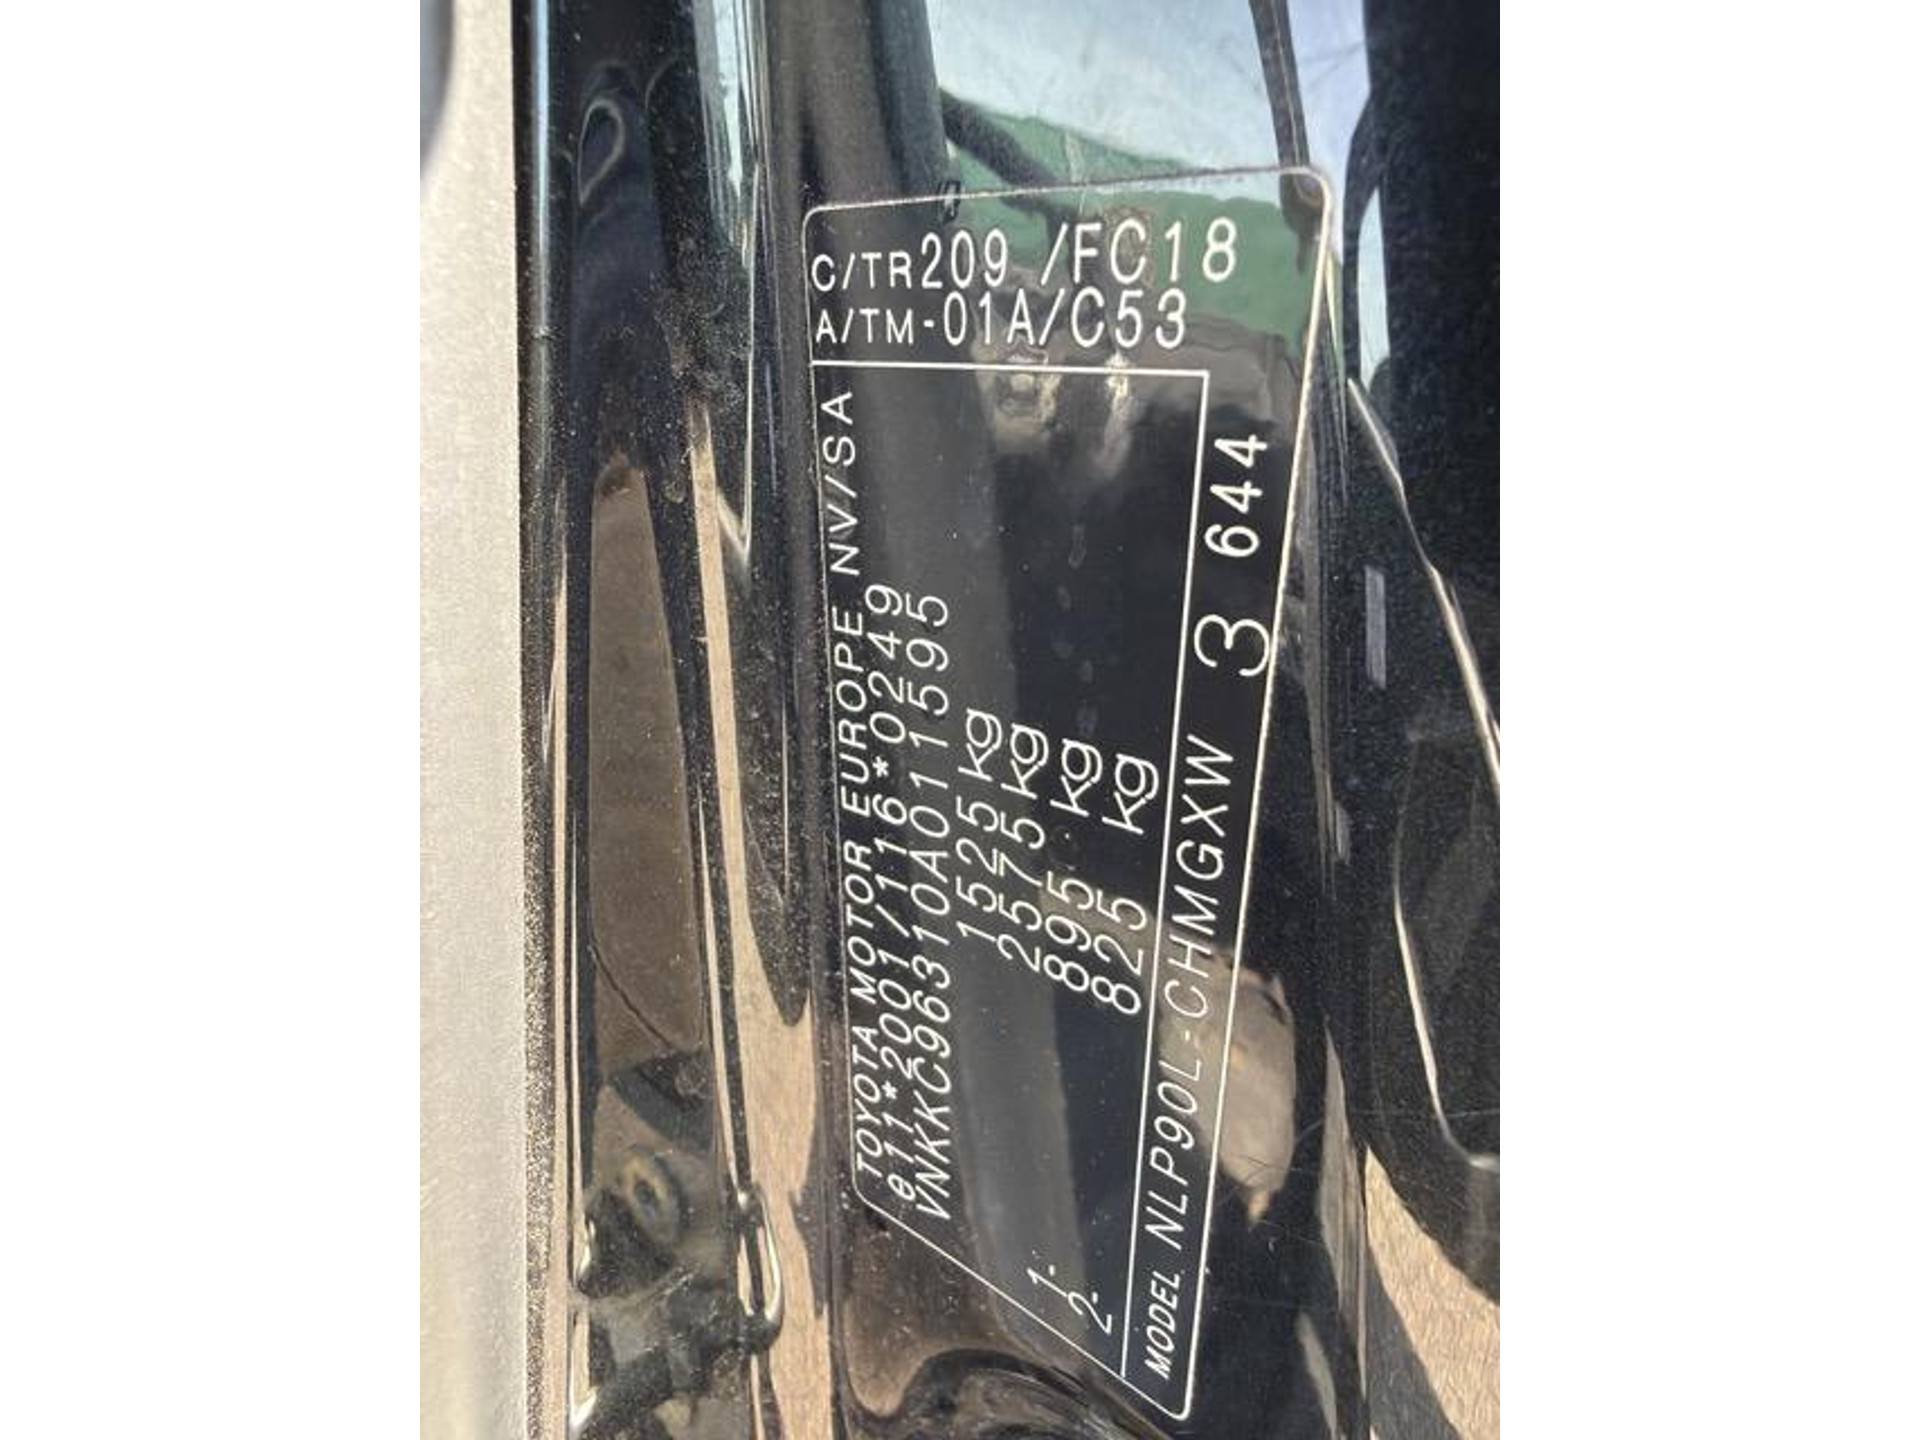 C/TR209 /FC18
A/TM-01A/C53
TOYOTA MOTOR EUROPE NV/SA
e11*2001/116*0249
VNKKC96310A011595
1525 kg
2575 kg
1- 895 kg
2- 825 kg
MODEL NLP90L-CHMGXW 3 644